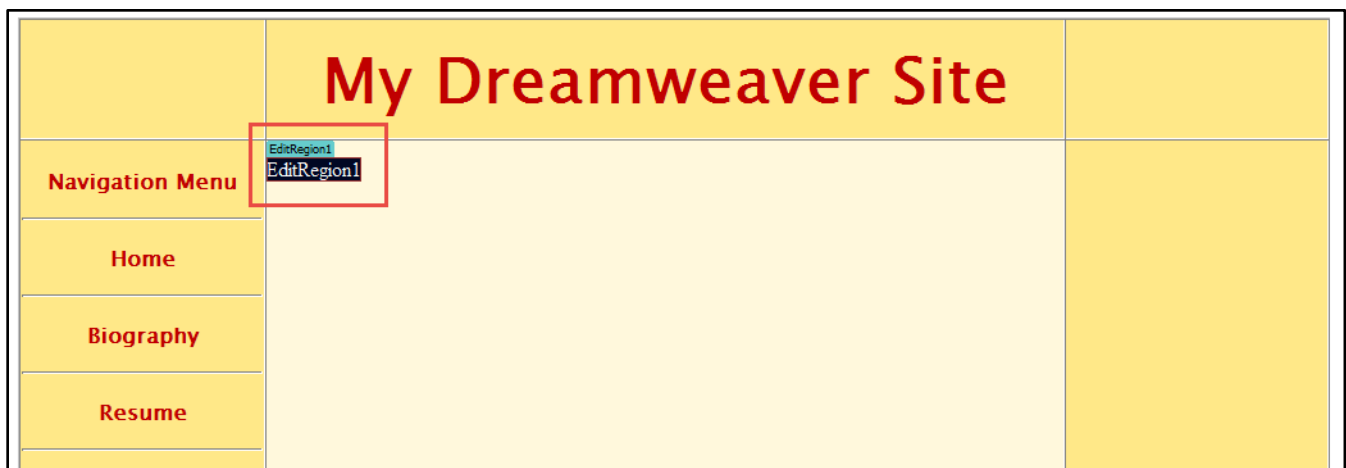 My Dreamweaver Site
EditRegion1
EditRegion1
Navigation Menu
Home
Biography
Resume